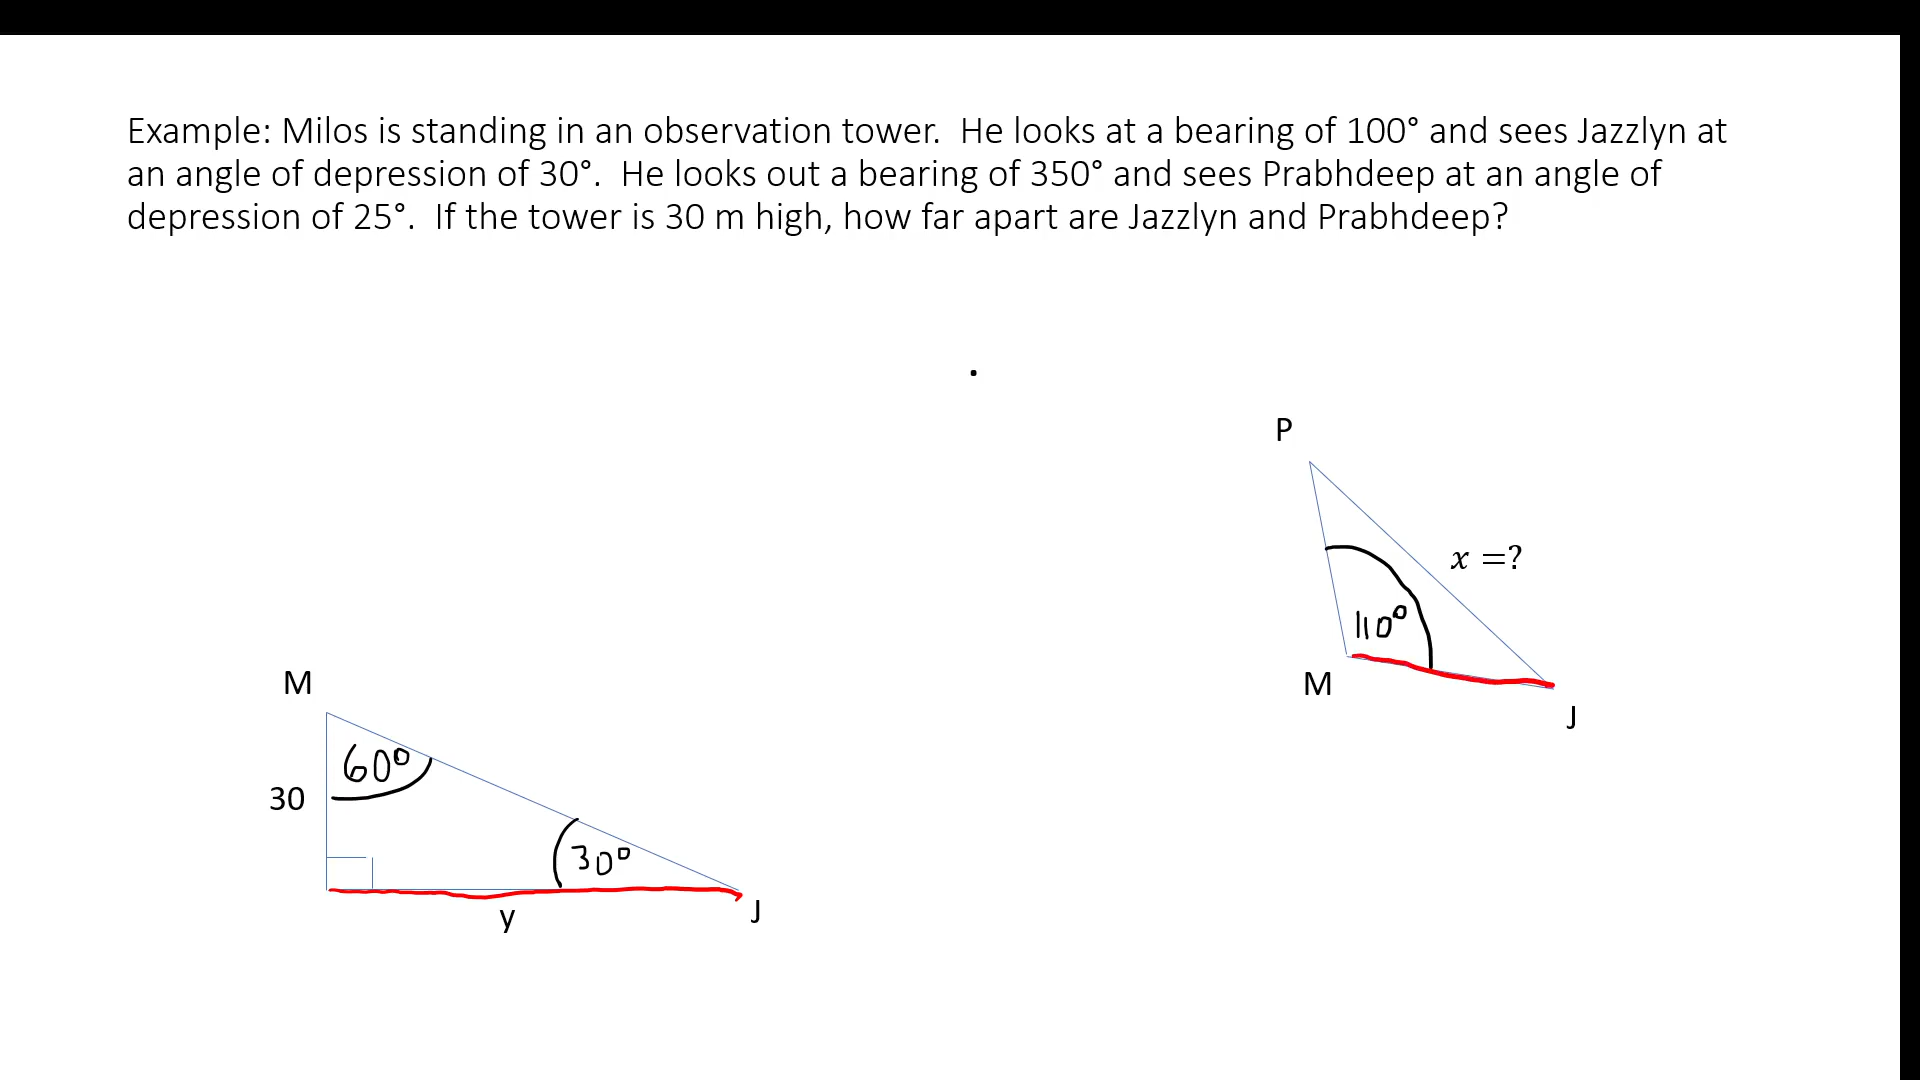 Example: Milos is standing in an observation tower.  He looks at a bearing of 100° and sees Jazzlyn at
an angle of depression of 30°.  He looks out a bearing of 350° and sees Prabhdeep at an angle of
depression of 25°.  If the tower is 30 m high, how far apart are Jazzlyn and Prabhdeep?
P
x =?
110°
M
J
M
60°
30
30°
y
J